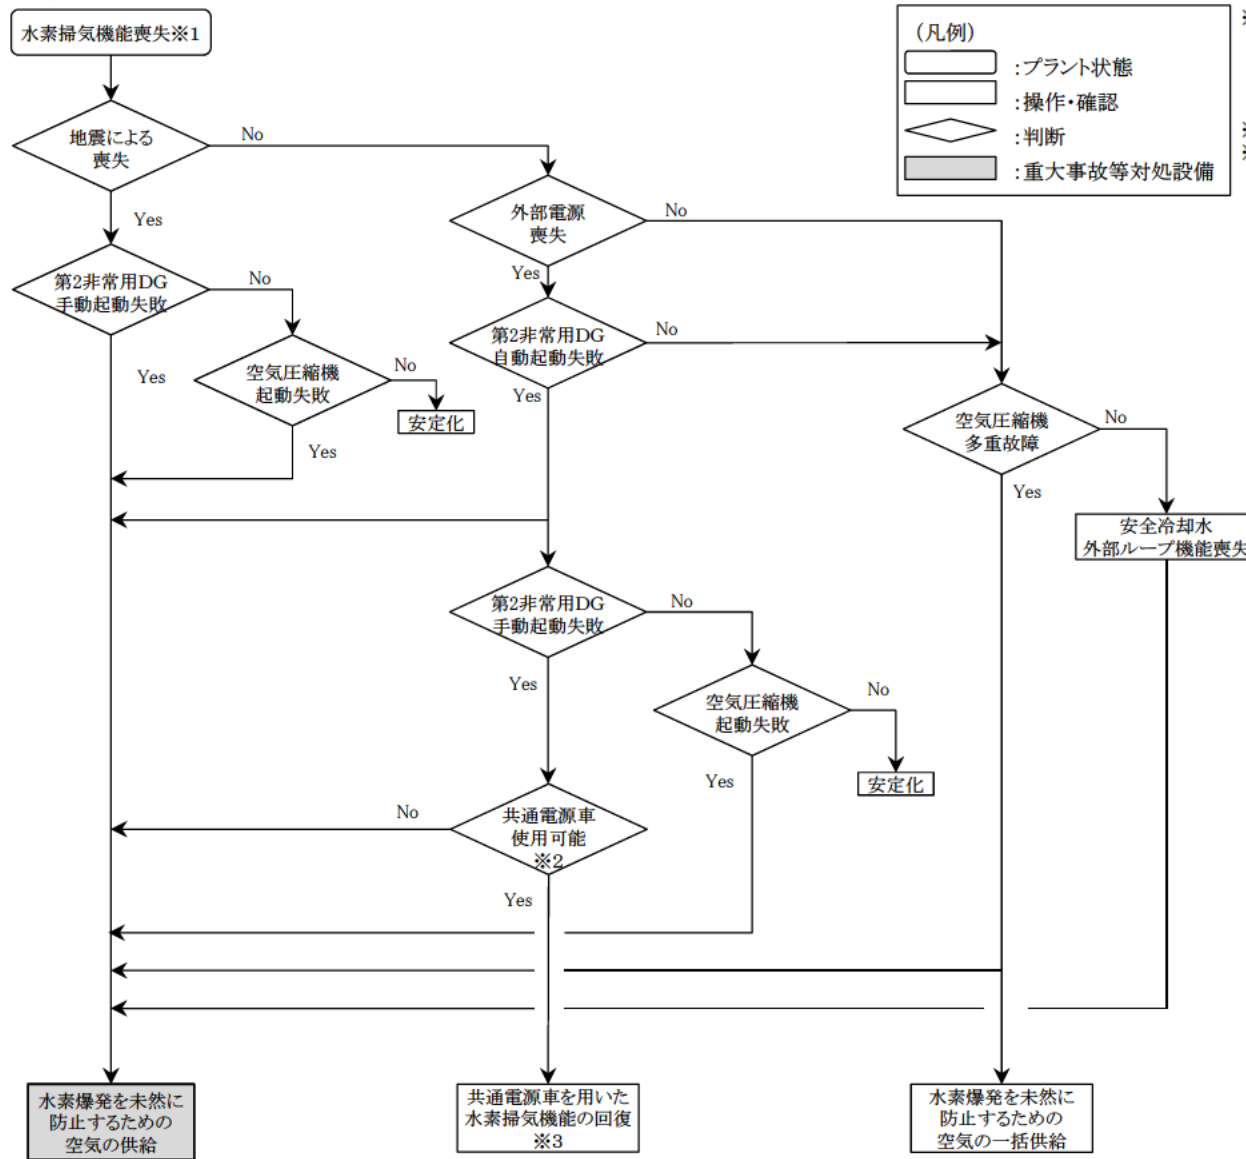 水素掃気機能喪失※1
(凡例)
:プラント状態
:操作・確認
:判断
:重大事故等対処設備
※
※
※
地震による
喪失
No
Yes
外部電源
喪失
No
Yes
第2非常用DG
手動起動失敗
No
Yes
第2非常用DG
自動起動失敗
No
Yes
空気圧縮機
起動失敗
No
Yes
安定化
空気圧縮機
多重故障
No
Yes
安全冷却水
外部ループ機能喪失
第2非常用DG
手動起動失敗
No
Yes
空気圧縮機
起動失敗
No
Yes
安定化
共通電源車
使用可能
※2
No
Yes
水素爆発を未然に
防止するための
空気の供給
共通電源車を用いた
水素掃気機能の回復
※3
水素爆発を未然に
防止するための
空気の一括供給